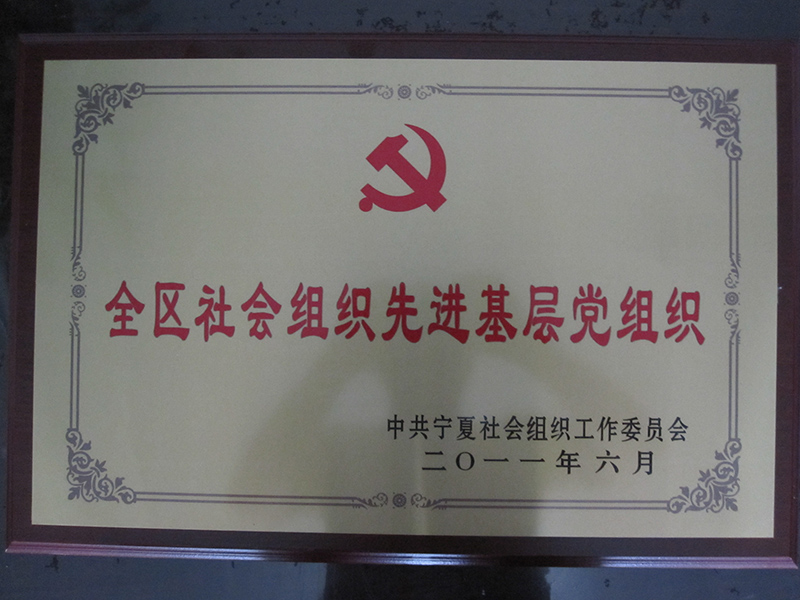 全区社会组织先进基层党组织
中共宁夏社会组织工作委员会
二〇一一年六月